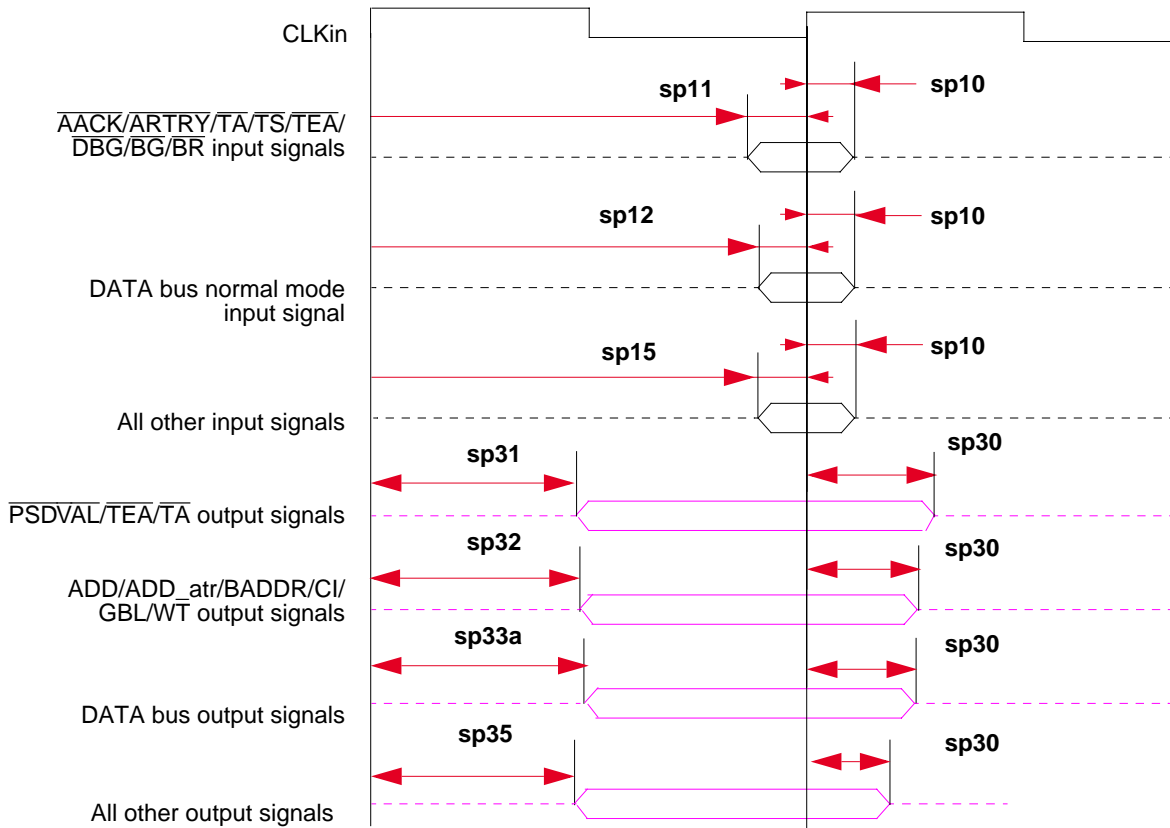 CLKin
sp11
sp10
AACK/ARTRY/TA/TS/TEA/
DBG/BG/BR input signals
sp12
sp10
DATA bus normal mode
input signal
sp15
sp10
All other input signals
sp31
sp30
PSDVAL/TEA/TA output signals
sp32
sp30
ADD/ADD_atr/BADDR/CI/
GBL/WT output signals
sp33a
sp30
DATA bus output signals
sp35
sp30
All other output signals